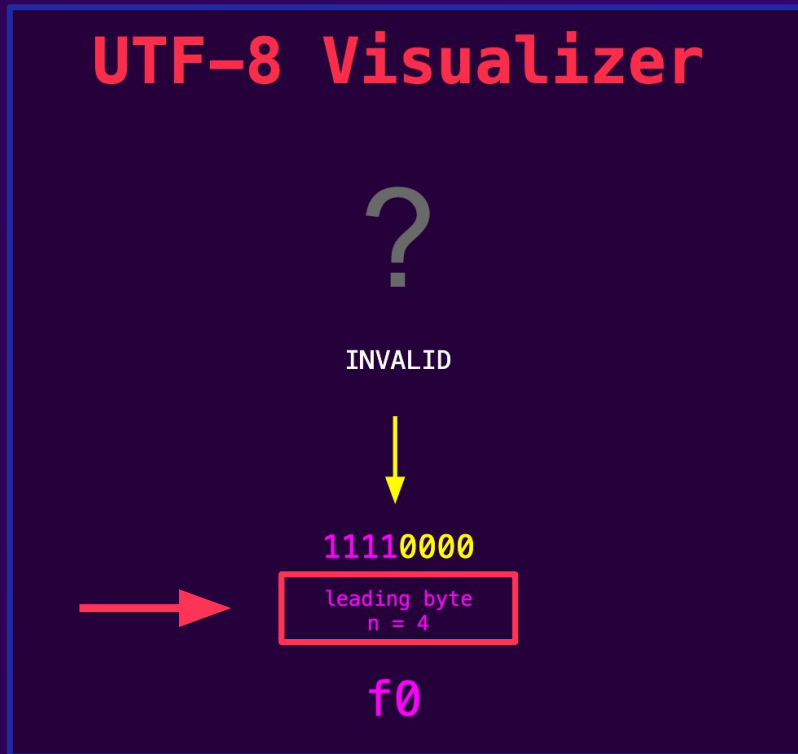 UTF-8 Visualizer
?
INVALID
11110000
leading byte
n = 4
f0